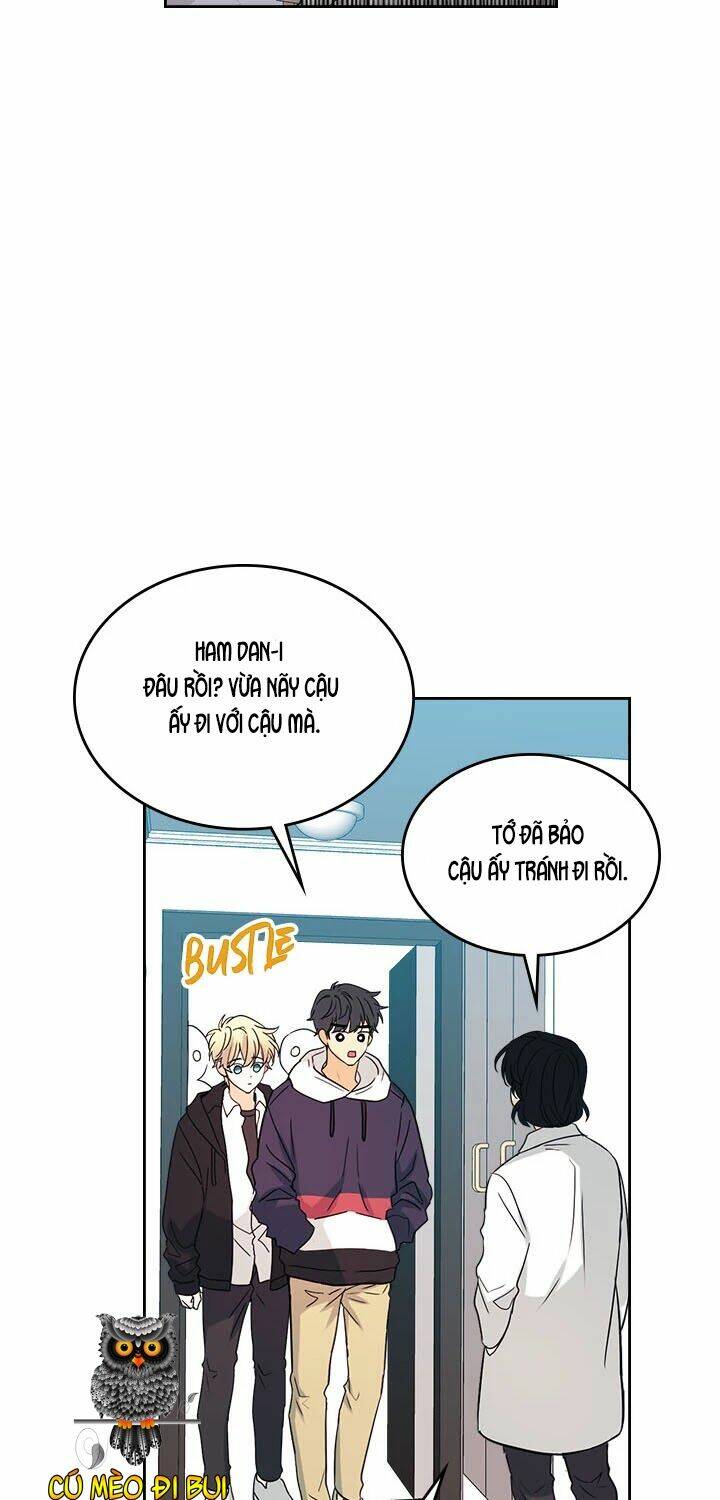 HAM DAN-I
ĐÂU RỒI? VỪA NÃY CẬU
ẤY ĐI VỚI CẬU MÀ.
TỚ ĐÃ BẢO
CẬU ẤY TRÁNH ĐI RỒI.
BUSTLE
CÚ MÈO ĐI BỤI